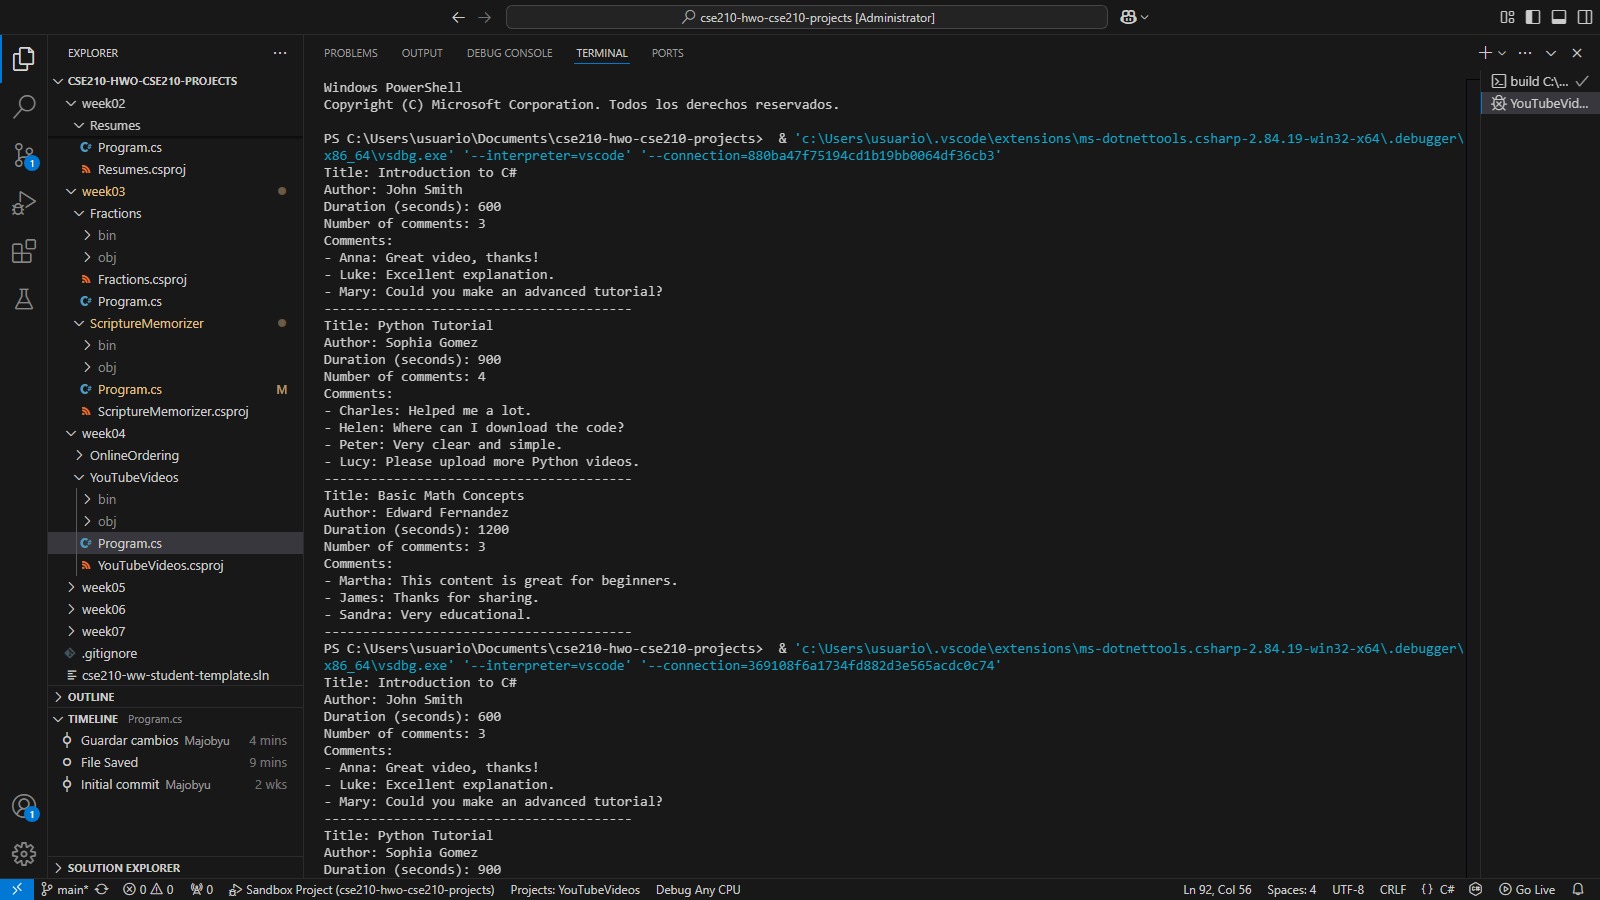 cse210-hwo-cse210-projects [Administrator]
EXPLORER
CSE210-HWO-CSE210-PROJECTS
week02
Resumes
Program.cs
Resumes.csproj
week03
Fractions
bin
obj
Fractions.csproj
Program.cs
ScriptureMemorizer
bin
obj
Program.cs M
ScriptureMemorizer.csproj
week04
OnlineOrdering
YouTubeVideos
bin
obj
Program.cs
YouTubeVideos.csproj
week05
week06
week07
.gitignore
cse210-ww-student-template.sln
OUTLINE
TIMELINE Program.cs
Guardar cambios Majobyu 4 mins
File Saved 9 mins
Initial commit Majobyu 2 wks
SOLUTION EXPLORER
1
1
PROBLEMS OUTPUT DEBUG CONSOLE TERMINAL PORTS
Windows PowerShell
Copyright (C) Microsoft Corporation. Todos los derechos reservados.
PS C:\Users\usuario\Documents\cse210-hwo-cse210-projects>  & 'c:\Users\usuario\.vscode\extensions\ms-dotnettools.csharp-2.84.19-win32-x64\.debugger\
x86_64\vsdbg.exe' '--interpreter=vscode' '--connection=880ba47f75194cd1b19bb0064df36cb3'
Title: Introduction to C#
Author: John Smith
Duration (seconds): 600
Number of comments: 3
Comments:
- Anna: Great video, thanks!
- Luke: Excellent explanation.
- Mary: Could you make an advanced tutorial?
----------------------------------------
Title: Python Tutorial
Author: Sophia Gomez
Duration (seconds): 900
Number of comments: 4
Comments:
- Charles: Helped me a lot.
- Helen: Where can I download the code?
- Peter: Very clear and simple.
- Lucy: Please upload more Python videos.
----------------------------------------
Title: Basic Math Concepts
Author: Edward Fernandez
Duration (seconds): 1200
Number of comments: 3
Comments:
- Martha: This content is great for beginners.
- James: Thanks for sharing.
- Sandra: Very educational.
----------------------------------------
PS C:\Users\usuario\Documents\cse210-hwo-cse210-projects>  & 'c:\Users\usuario\.vscode\extensions\ms-dotnettools.csharp-2.84.19-win32-x64\.debugger\
x86_64\vsdbg.exe' '--interpreter=vscode' '--connection=369108f6a1734fd882d3e565acdc0c74'
Title: Introduction to C#
Author: John Smith
Duration (seconds): 600
Number of comments: 3
Comments:
- Anna: Great video, thanks!
- Luke: Excellent explanation.
- Mary: Could you make an advanced tutorial?
----------------------------------------
Title: Python Tutorial
Author: Sophia Gomez
Duration (seconds): 900
build C:\...
YouTubeVid...
main* 0 0 0 Sandbox Project (cse210-hwo-cse210-projects) Projects: YouTubeVideos Debug Any CPU Ln 92, Col 56 Spaces: 4 UTF-8 CRLF {} C# Go Live